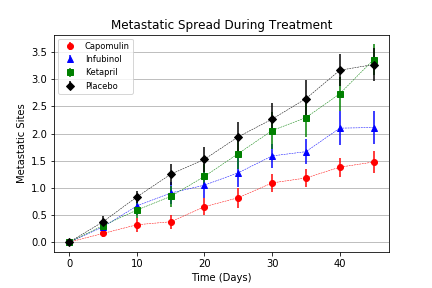 Metastatic Spread During Treatment
Capomulin
Infubinol
Ketapril
Placebo
Metastatic Sites
3.5
3.0
2.5
2.0
1.5
1.0
0.5
0.0
0 10 20 30 40
Time (Days)